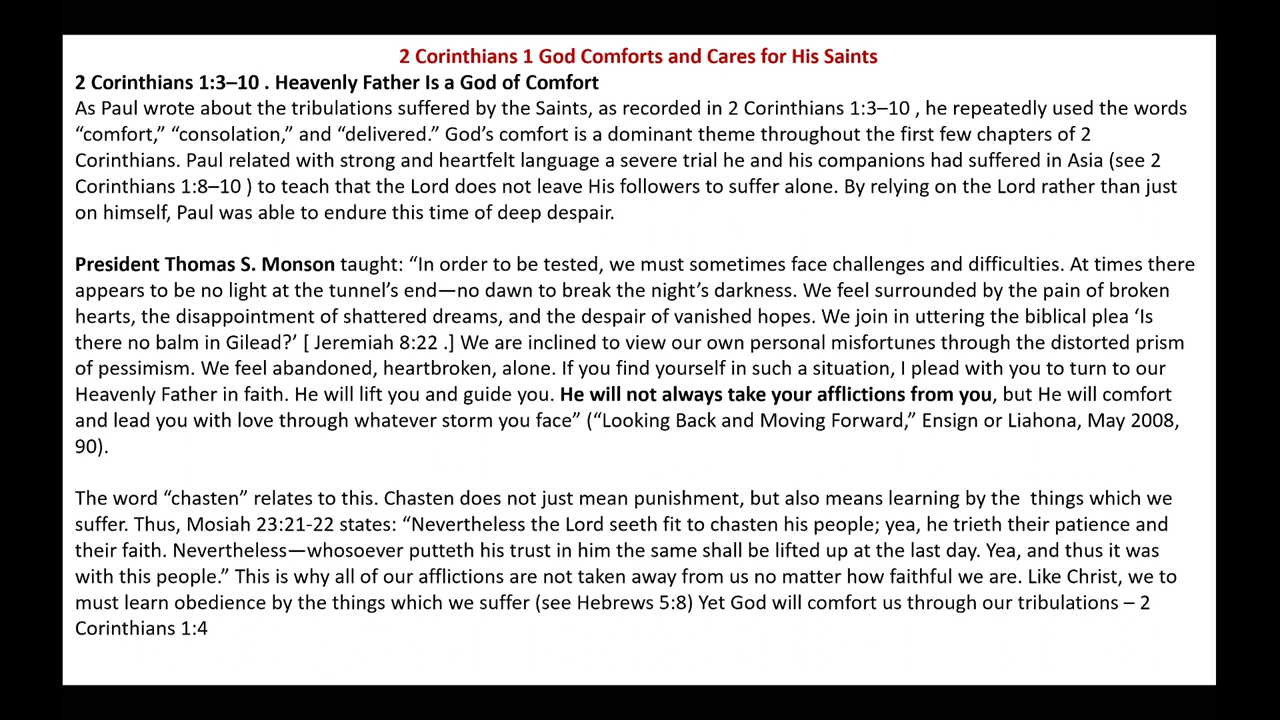 2 Corinthians 1 God Comforts and Cares for His Saints
2 Corinthians 1:3–10 . Heavenly Father Is a God of Comfort
As Paul wrote about the tribulations suffered by the Saints, as recorded in 2 Corinthians 1:3–10 , he repeatedly used the words
“comfort,” “consolation,” and “delivered.” God’s comfort is a dominant theme throughout the first few chapters of 2
Corinthians. Paul related with strong and heartfelt language a severe trial he and his companions had suffered in Asia (see 2
Corinthians 1:8–10 ) to teach that the Lord does not leave His followers to suffer alone. By relying on the Lord rather than just
on himself, Paul was able to endure this time of deep despair.
President Thomas S. Monson taught: “In order to be tested, we must sometimes face challenges and difficulties. At times there
appears to be no light at the tunnel’s end—no dawn to break the night’s darkness. We feel surrounded by the pain of broken
hearts, the disappointment of shattered dreams, and the despair of vanished hopes. We join in uttering the biblical plea ‘Is
there no balm in Gilead?’ [ Jeremiah 8:22 .] We are inclined to view our own personal misfortunes through the distorted prism
of pessimism. We feel abandoned, heartbroken, alone. If you find yourself in such a situation, I plead with you to turn to our
Heavenly Father in faith. He will lift you and guide you. He will not always take your afflictions from you, but He will comfort
and lead you with love through whatever storm you face” (“Looking Back and Moving Forward,” Ensign or Liahona, May 2008,
90).
The word “chasten” relates to this. Chasten does not just mean punishment, but also means learning by the  things which we
suffer. Thus, Mosiah 23:21-22 states: “Nevertheless the Lord seeth fit to chasten his people; yea, he trieth their patience and
their faith. Nevertheless—whosoever putteth his trust in him the same shall be lifted up at the last day. Yea, and thus it was
with this people.” This is why all of our afflictions are not taken away from us no matter how faithful we are. Like Christ, we to
must learn obedience by the things which we suffer (see Hebrews 5:8) Yet God will comfort us through our tribulations – 2
Corinthians 1:4